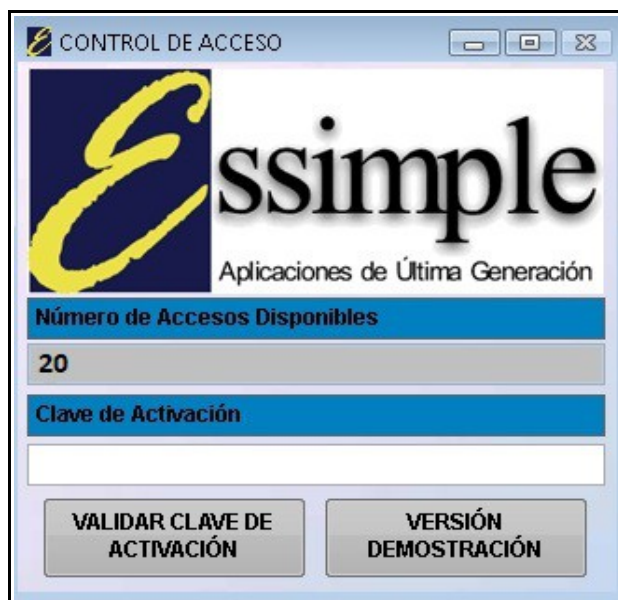 CONTROL DE ACCESO
Essimple
Aplicaciones de Última Generación
Número de Accesos Disponibles
20
Clave de Activación
VALIDAR CLAVE DE
ACTIVACIÓN
VERSIÓN
DEMOSTRACIÓN